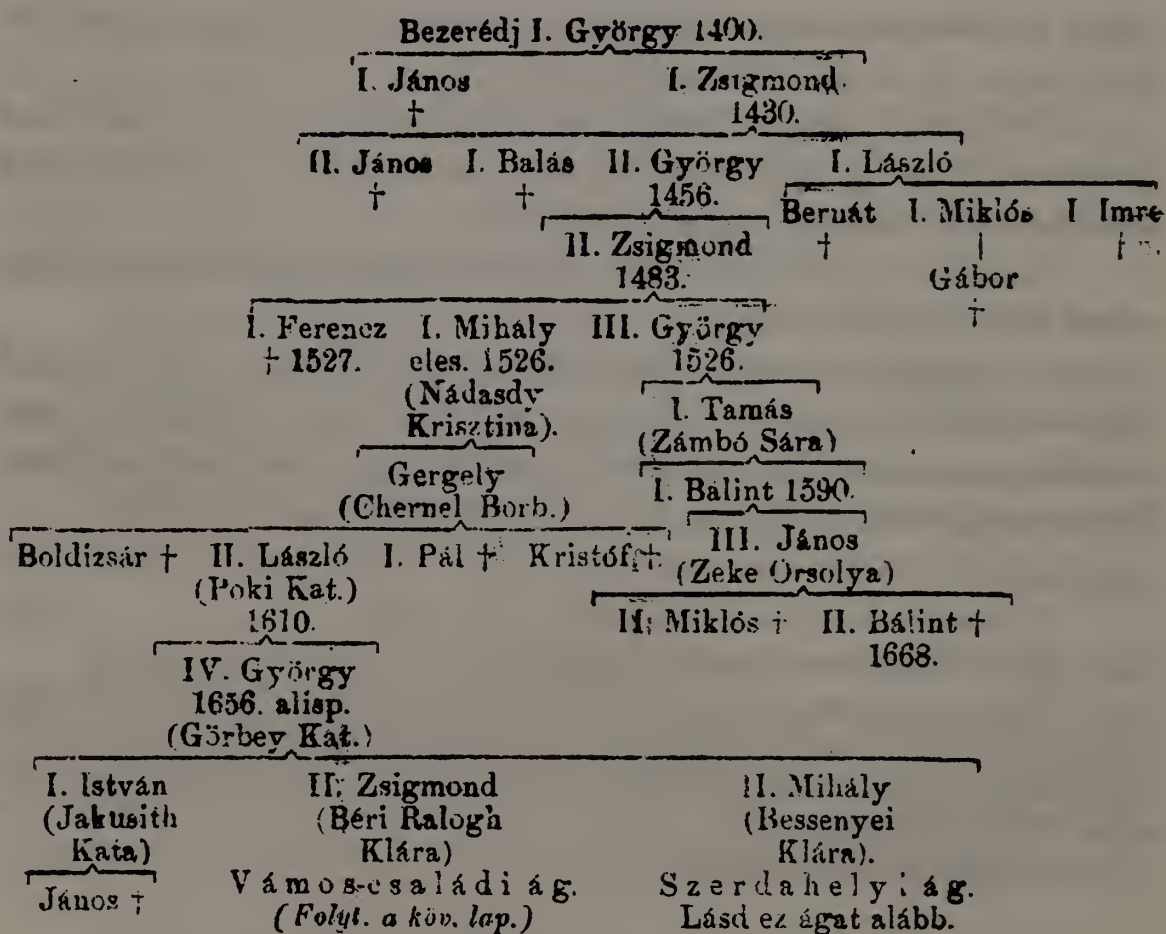 Bezerédj I. György 1400.
I. János I. Zsigmond
† 1430.
II. János I. Balás II. György I. László
† † 1456.
Bernát I. Miklós I Imre
† | †
II. Zsigmond
1483.
Gábor
†
I. Ferencz I. Mihály III. György
† 1527. eles. 1526. 1526.
(Nádasdy
Krisztina).
I. Tamás
(Zámbó Sára)
Gergely
(Chernel Borb.)
I. Bálint 1590.
Boldizsár † II. László I. Pál † Kristóf †.
(Poki Kat.)
1610.
III. János
(Zeke Orsolya)
II. Miklós † II. Bálint †
1668.
IV. György
1656. alisp.
(Görbey Kat.)
I. István II. Zsigmond II. Mihály
(Jakusith (Béri Balogh (Bessenyei
Kata) Klára) Klára).
János † Vámos-családi ág. Szerdahelyi ág.
(Folyt. a köv. lap.) Lásd ez ágat alább.